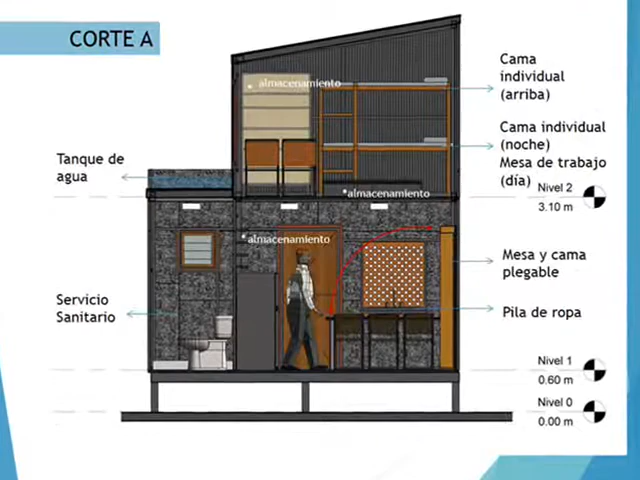 CORTE A
Cama
individual
(arriba)
almacenamiento
Cama individual
(noche)
Mesa de trabajo
(día)
Tanque de
agua
Nivel 2
3.10 m
almacenamiento
almacenamiento
Mesa y cama
plegable
Servicio
Sanitario
Pila de ropa
Nivel 1
0.60 m
Nivel 0
0.00 m